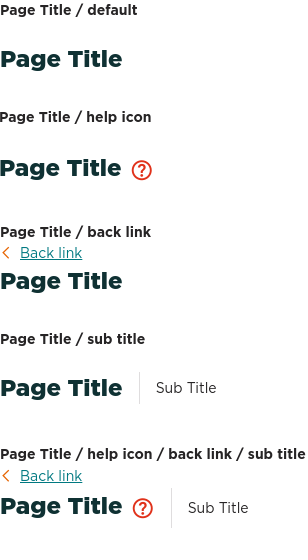 Page Title / default
Page Title
Page Title / help icon
Page Title ?
Page Title / back link
Back link
Page Title
Page Title / sub title
Page Title Sub Title
Page Title / help icon / back link / sub title
Back link
Page Title ? Sub Title